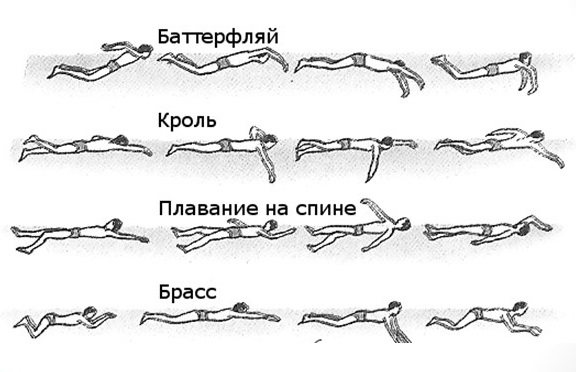 Баттерфляй
Кроль
Плавание на спине
Брасс